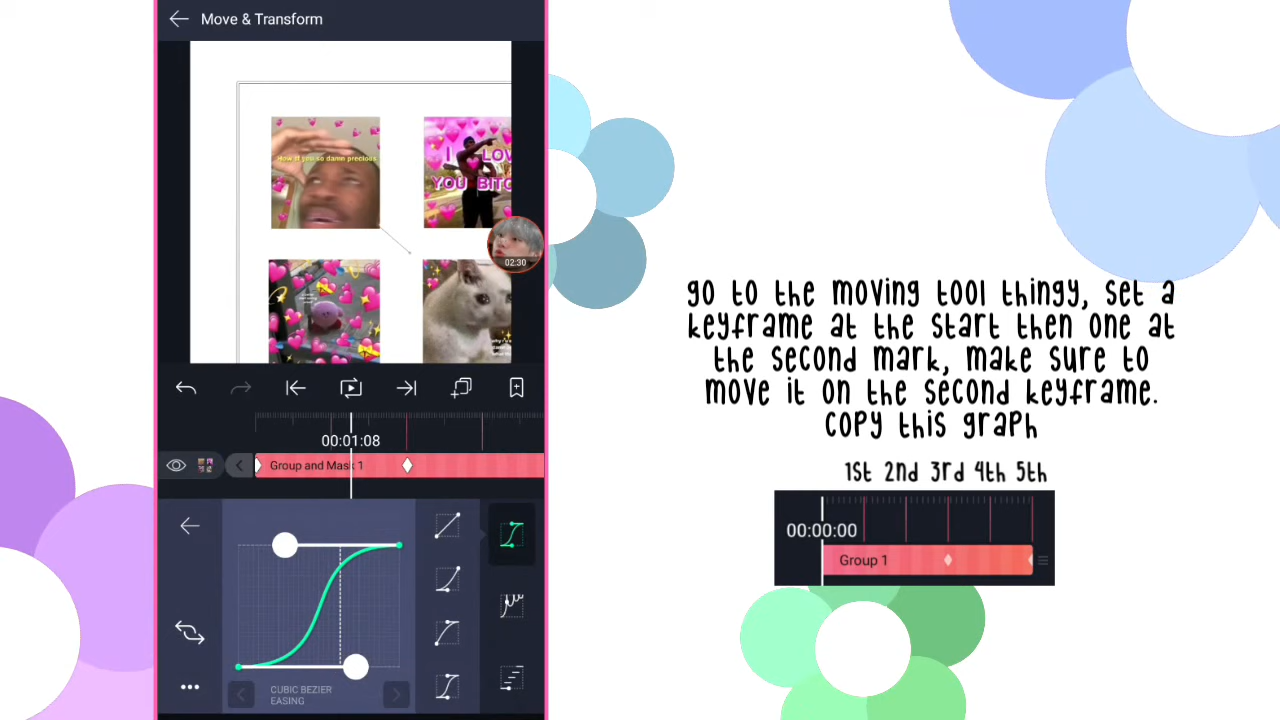 Move & Transform
How'd you so damn precious
I LOV
YOU BITC
02:30
00:01:08
Group and Mask 1
CUBIC BEZIER
EASING
go to the moving tool thingy, set a
keyframe at the start then one at
the second mark, make sure to
move it on the second keyframe.
copy this graph
1st 2nd 3rd 4th 5th
00:00:00
Group 1